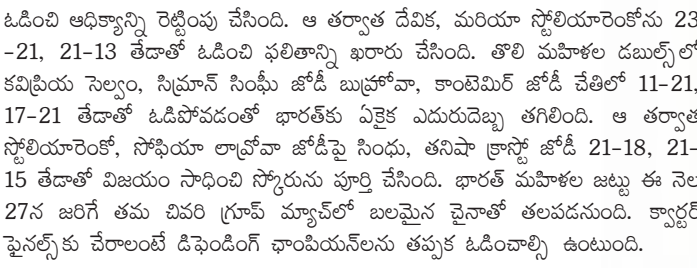 ఓడించి ఆధిక్యాన్ని రెట్టింపు చేసింది. ఆ తర్వాత దేవిక, మరియా స్టోలియారెంకోను 23
-21, 21-13 తేడాతో ఓడించి ఫలితాన్ని ఖరారు చేసింది. తొలి మహిళల డబుల్స్‌లో
కవిప్రియ సెల్వం, సిమ్రాన్ సింఘీ జోడీ బుహ్రోవా, కాంటెమిర్ జోడీ చేతిలో 11-21,
17-21 తేడాతో ఓడిపోవడంతో భారత్‌కు ఏకైక ఎదురుదెబ్బ తగిలింది. ఆ తర్వాత
స్టోలియారెంకో, సోఫియా లావ్రోవా జోడీపై సింధు, తనిషా క్రాస్టో జోడీ 21-18, 21-
15 తేడాతో విజయం సాధించి స్కోరును పూర్తి చేసింది. భారత్ మహిళల జట్టు ఈ నెల
27న జరిగే తమ చివరి గ్రూప్ మ్యాచ్‌లో బలమైన చైనాతో తలపడనుంది. క్వార్టర్
ఫైనల్స్‌కు చేరాలంటే డిఫెండింగ్ ఛాంపియన్‌లను తప్పక ఓడించాల్సి ఉంటుంది.